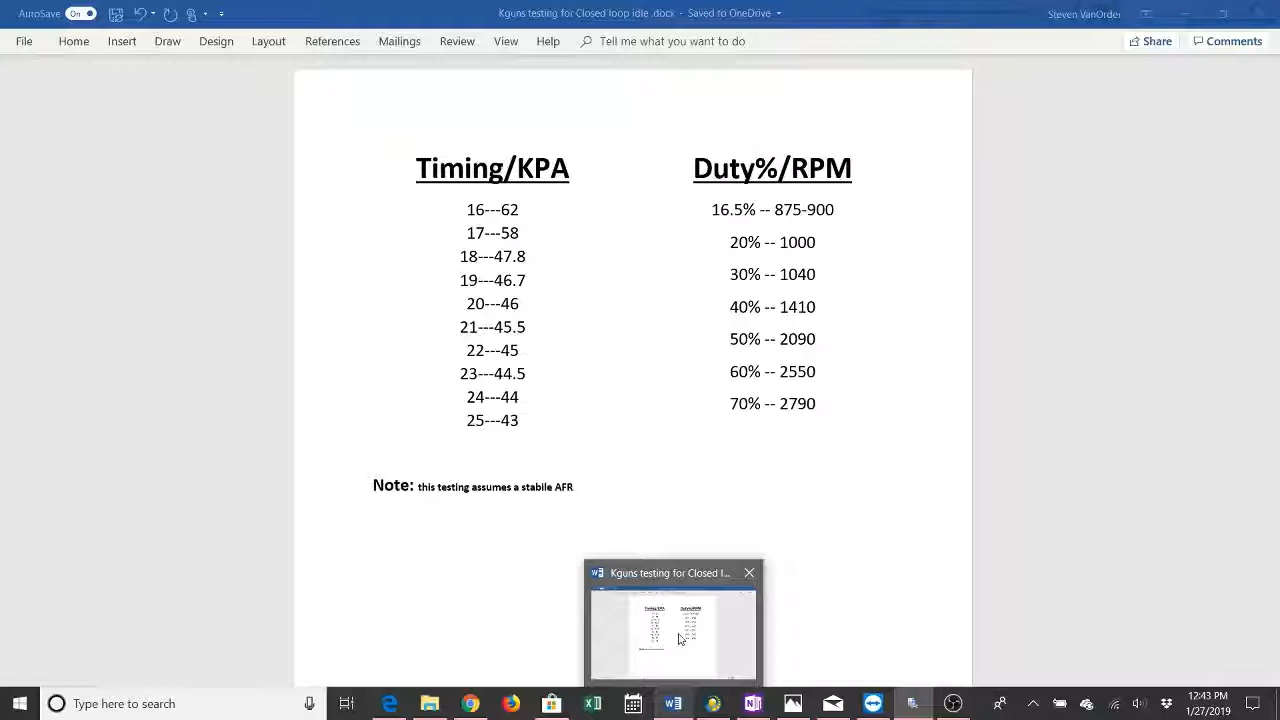 AutoSave On
Kguns testing for Closed loop idle .docx - Saved to OneDrive
Steven VanOrder
File Home Insert Draw Design Layout References Mailings Review View Help Tell me what you want to do Share Comments
Timing/KPA
16---62
17---58
18---47.8
19---46.7
20---46
21---45.5
22---45
23---44.5
24---44
25---43
Duty%/RPM
16.5% -- 875-900
20% -- 1000
30% -- 1040
40% -- 1410
50% -- 2090
60% -- 2550
70% -- 2790
Note: this testing assumes a stabile AFR
Kguns testing for Closed l...
Type here to search
12:43 PM
1/27/2019